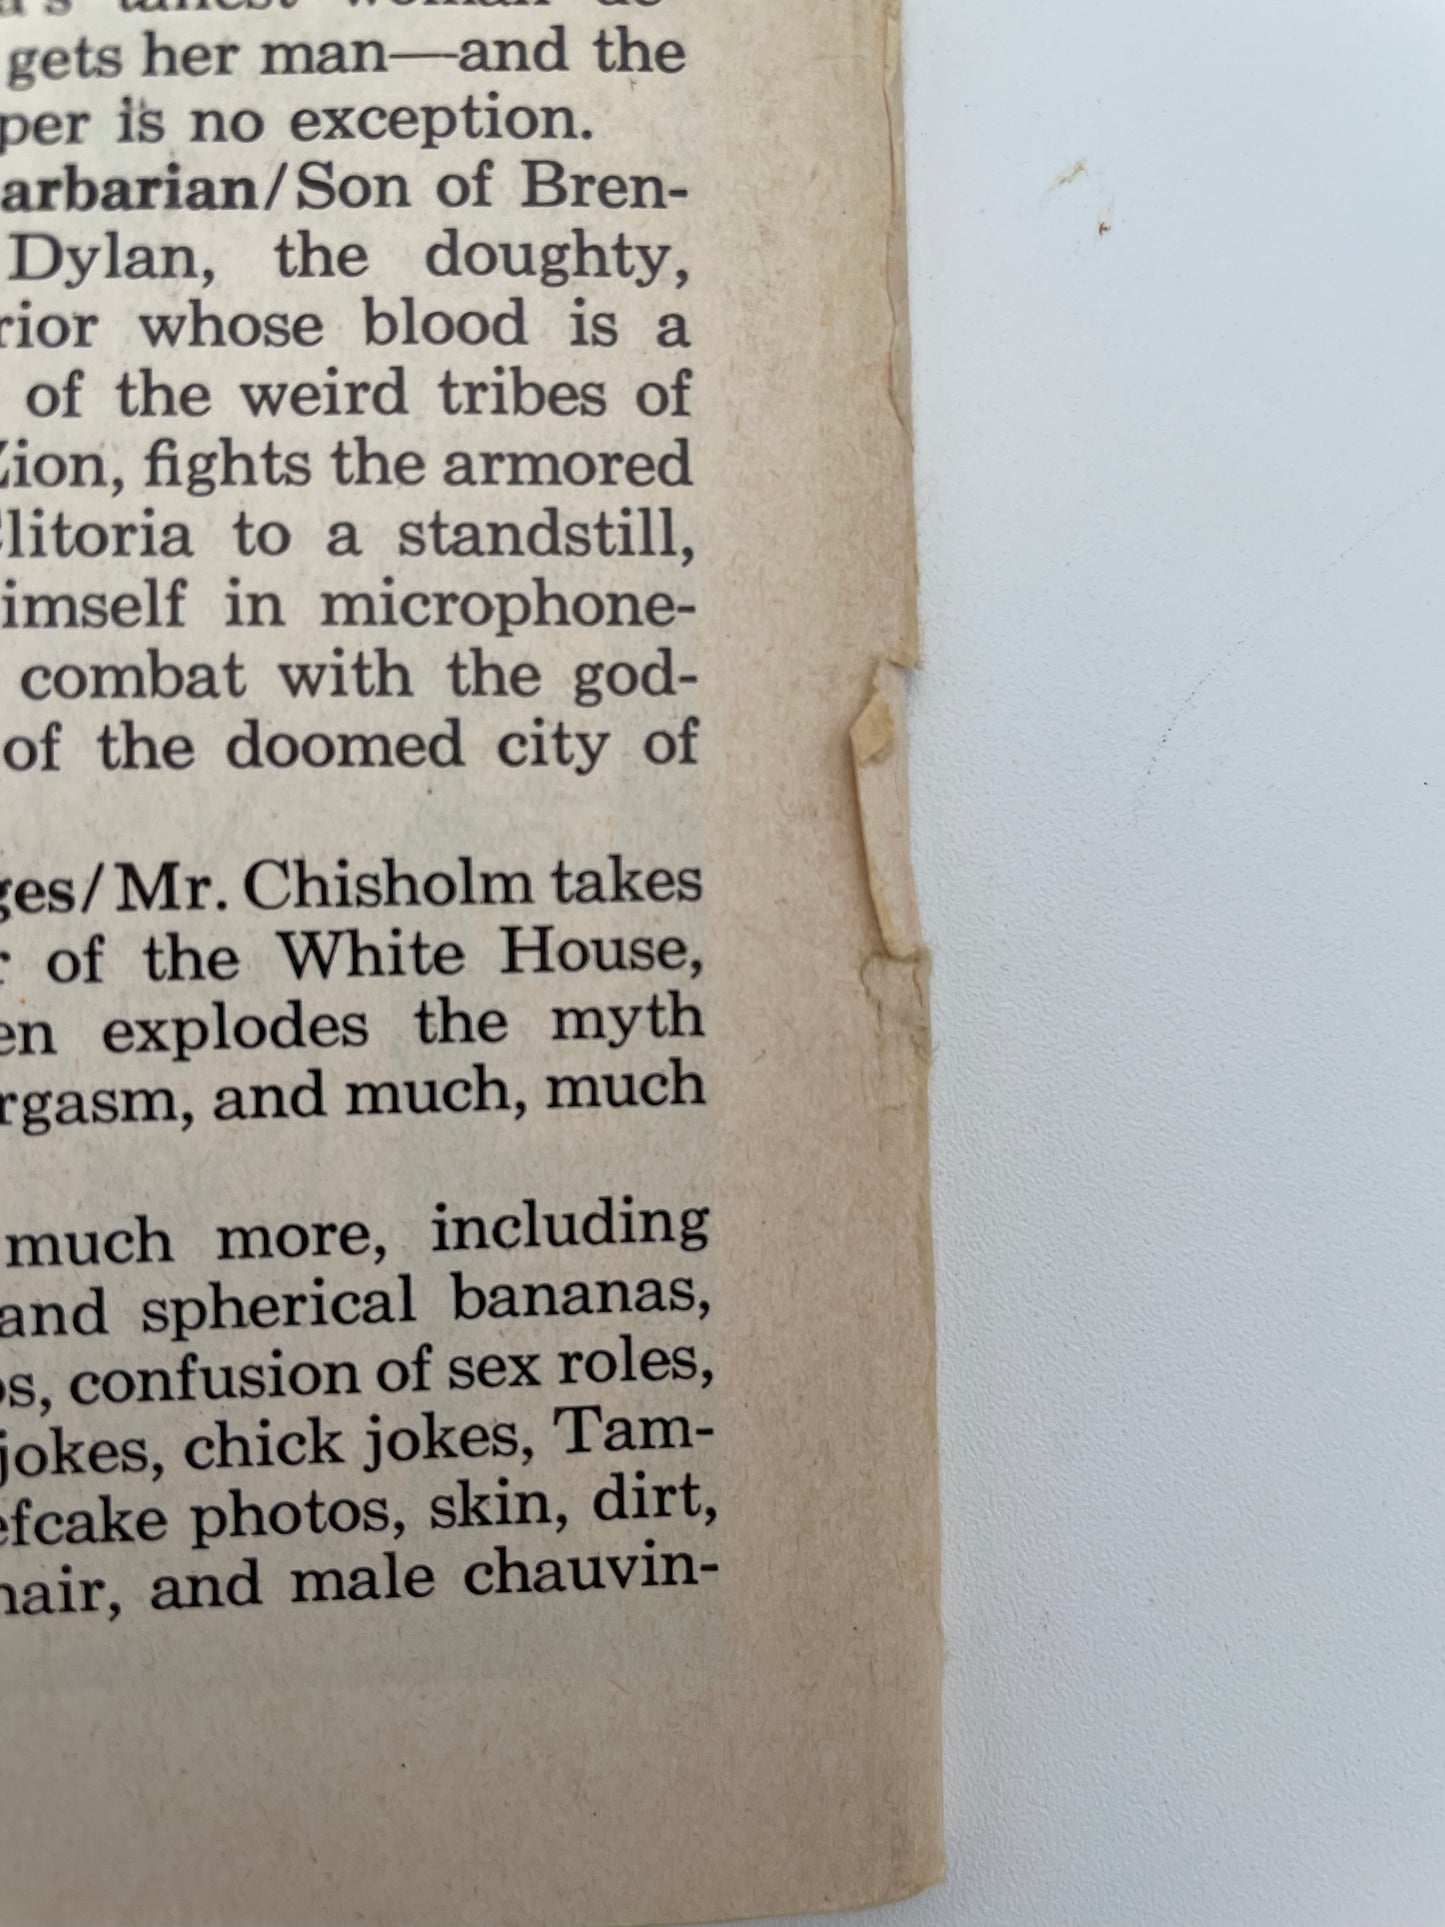 gets her man—and the
per is no exception.
arbarian/Son of Bren-
Dylan, the doughty,
rior whose blood is a
of the weird tribes of
Zion, fights the armored
Clitoria to a standstill,
imself in microphone-
combat with the god-
of the doomed city of
ges/Mr. Chisholm takes
of the White House,
en explodes the myth
rgasm, and much, much
much more, including
and spherical bananas,
os, confusion of sex roles,
jokes, chick jokes, Tam-
efcake photos, skin, dirt,
hair, and male chauvin-